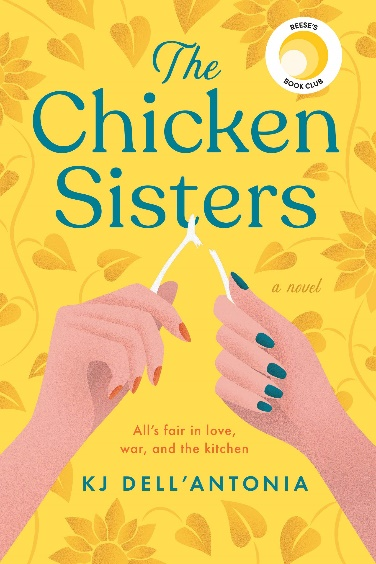 REESE'S
BOOK CLUB
The
Chicken
Sisters
a novel
All's fair in love,
war, and the kitchen
KJ DELL'ANTONIA